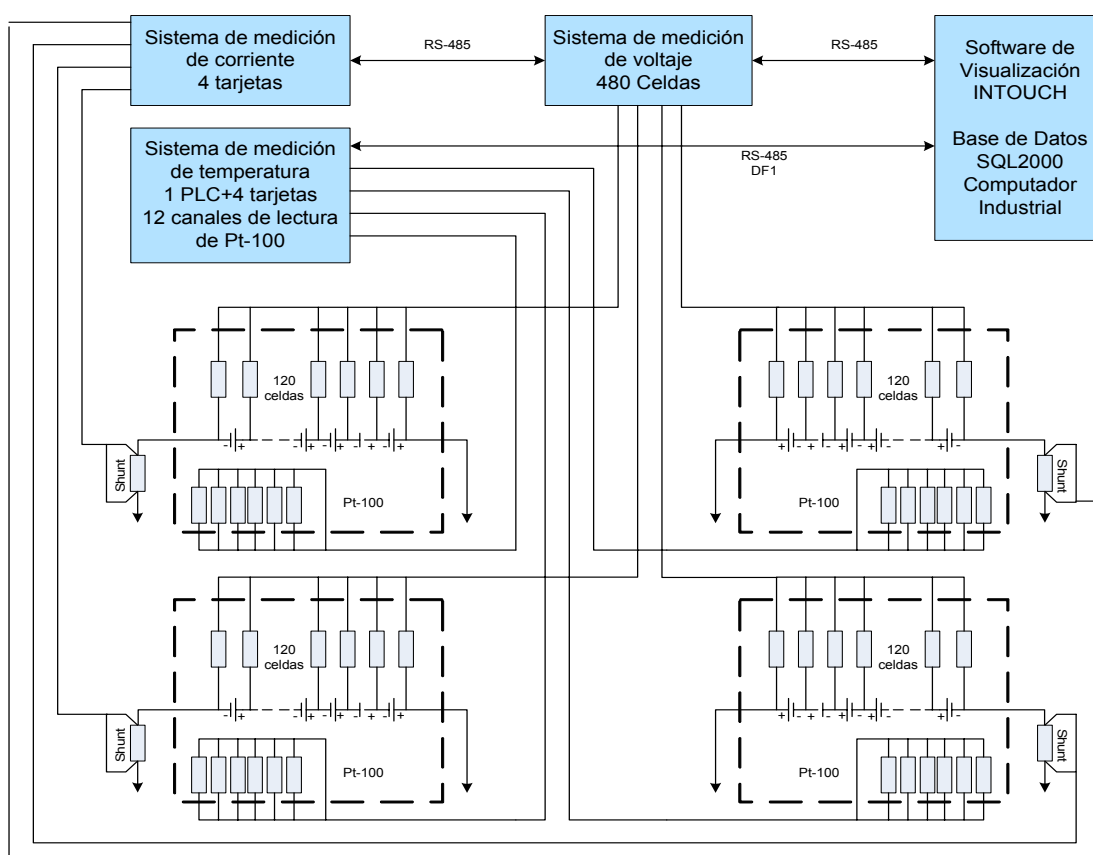 Sistema de medición
de corriente
4 tarjetas
RS-485
Sistema de medición
de voltaje
480 Celdas
RS-485
Software de
Visualización
INTOUCH
Base de Datos
SQL2000
Computador
Industrial
Sistema de medición
de temperatura
1 PLC+4 tarjetas
12 canales de lectura
de Pt-100
RS-485
DF1
120
celdas
- + - + - + - + - +
Shunt
Pt-100
120
celdas
+ - + - + - + - + -
Shunt
Pt-100
120
celdas
- + - + - + - + - +
Shunt
Pt-100
120
celdas
+ - + - + - + - + -
Shunt
Pt-100